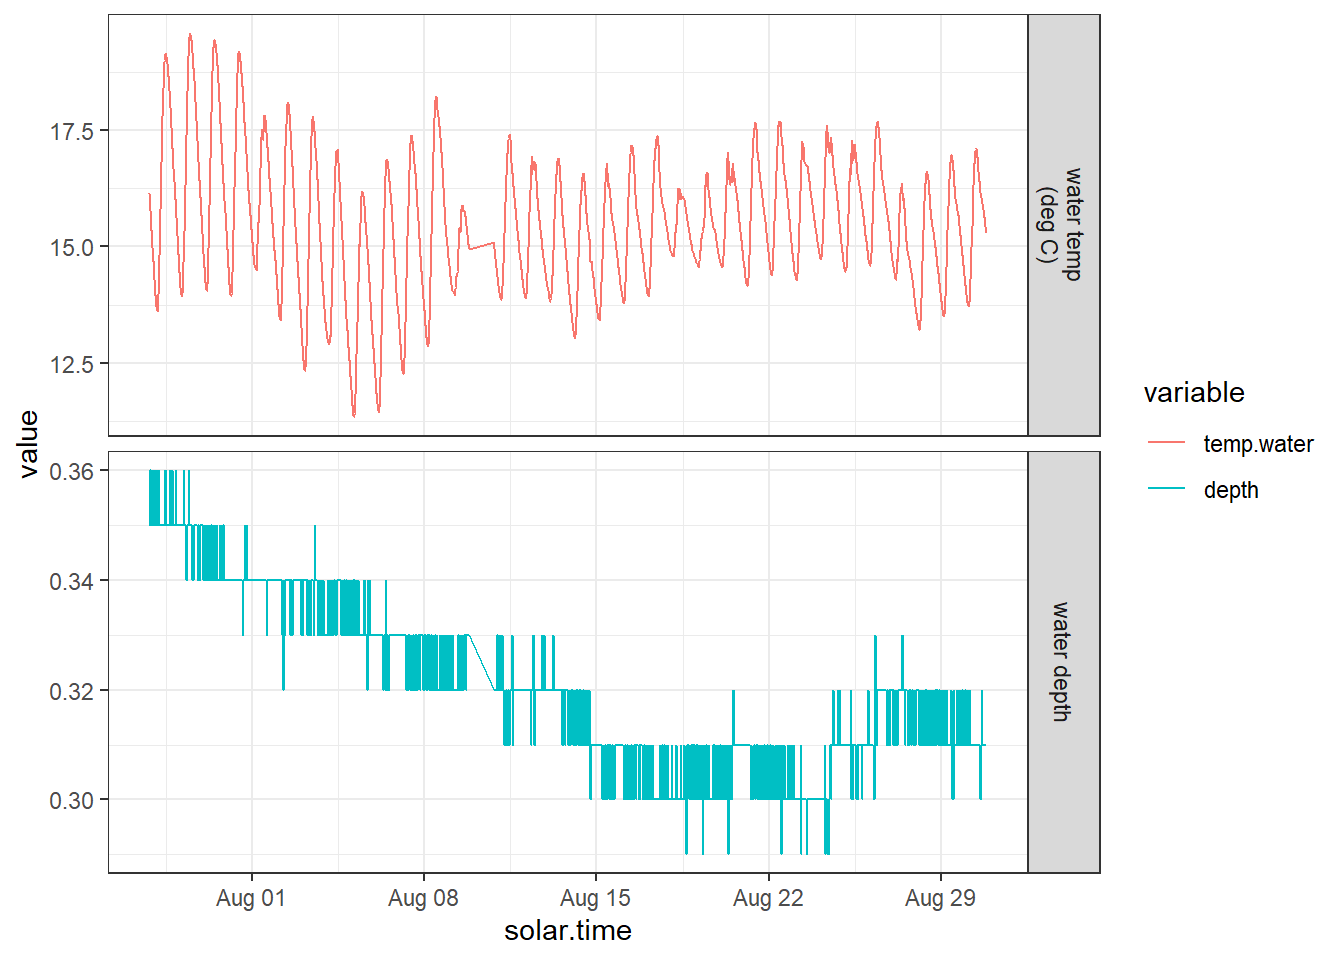 17.5
15.0
12.5
water temp
(deg C)
value
0.36
0.34
0.32
0.30
water depth
Aug 01
Aug 08
Aug 15
Aug 22
Aug 29
solar.time
variable
temp.water
depth